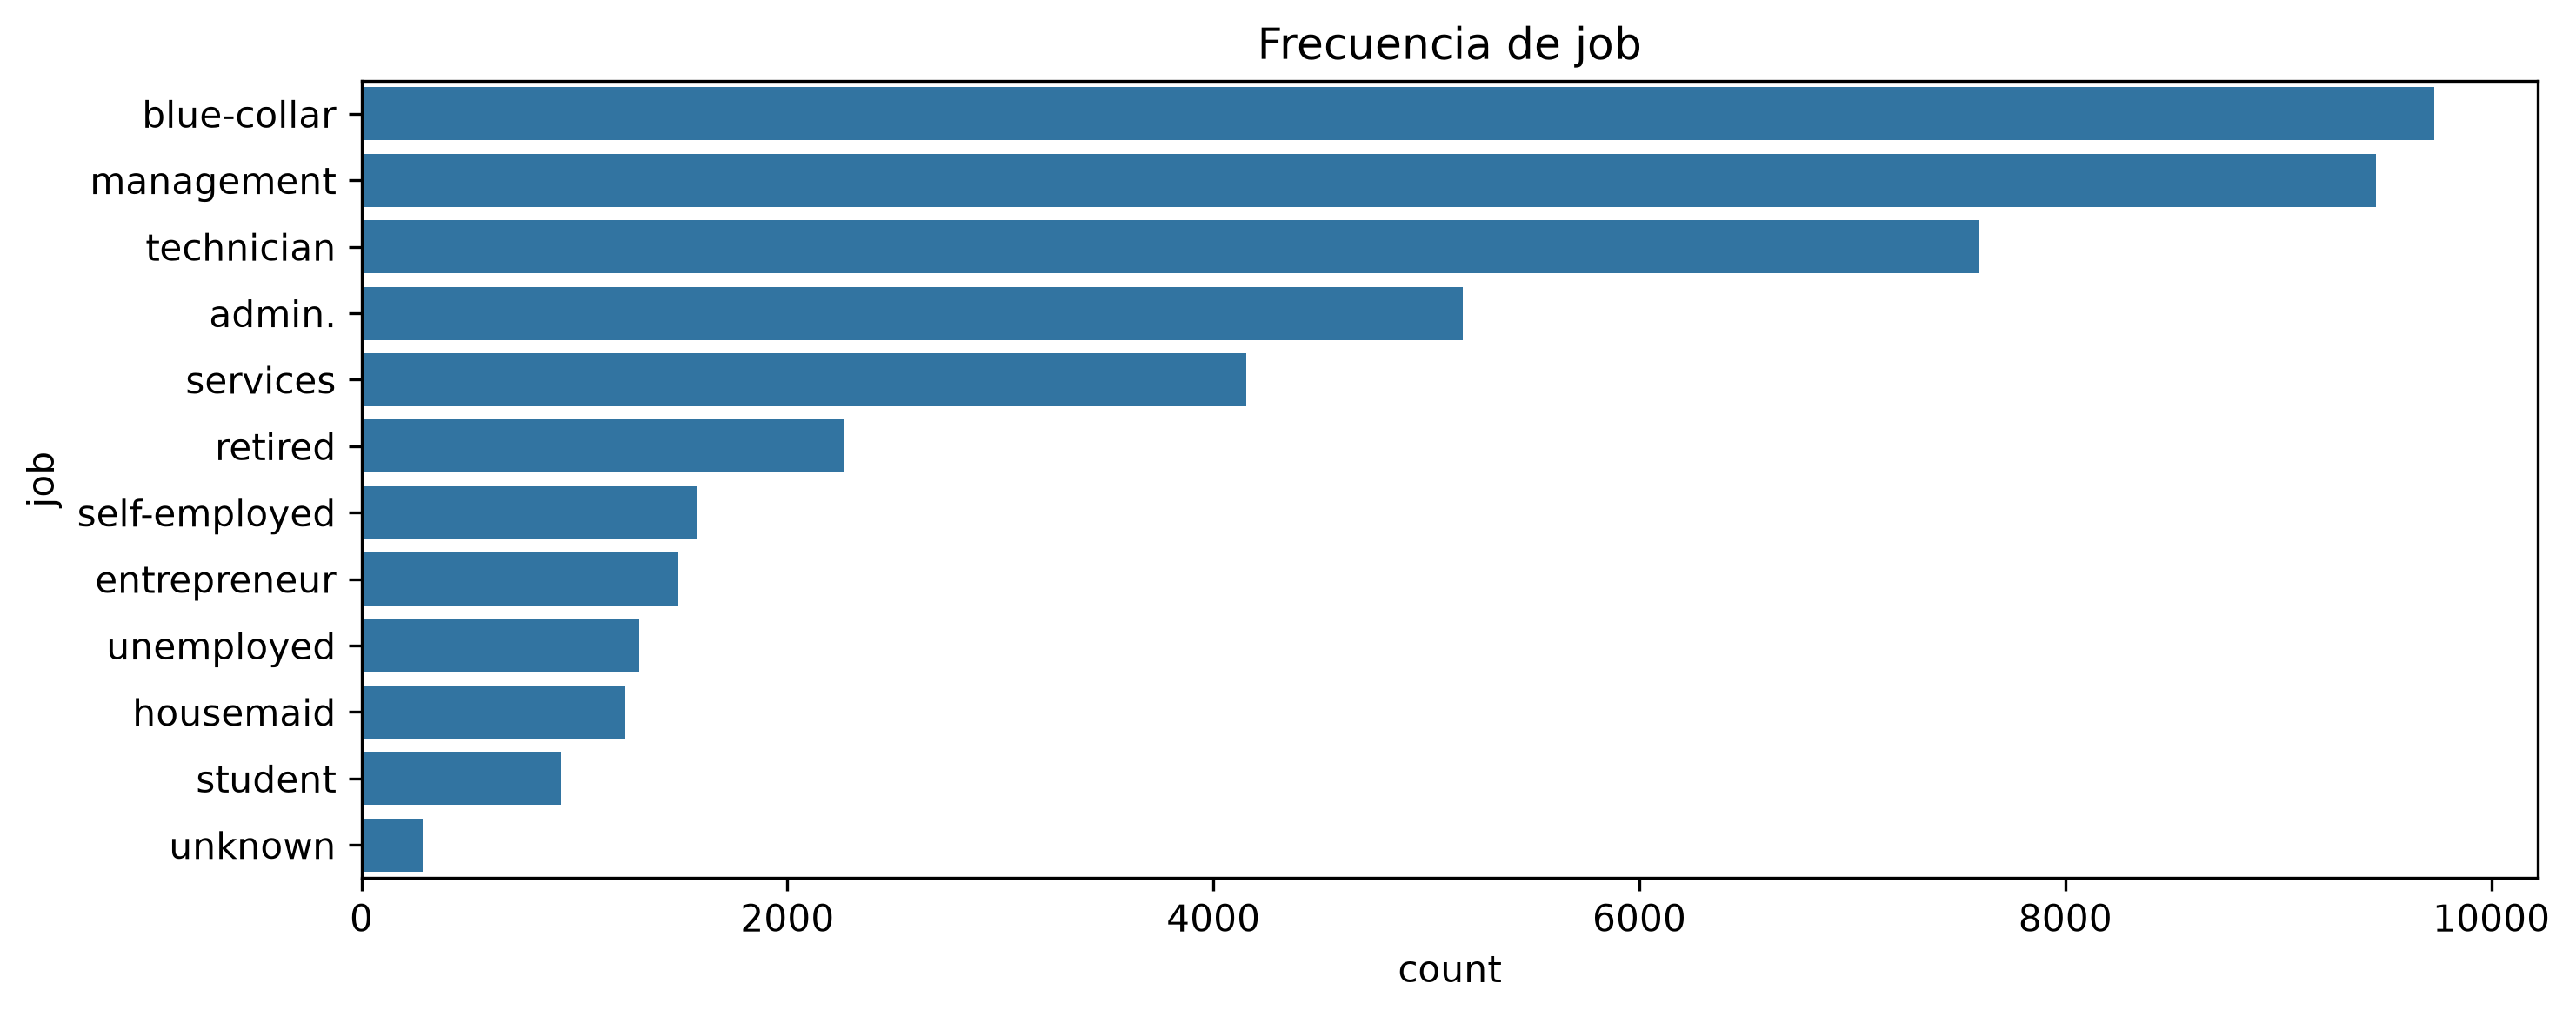 Frecuencia de job
blue-collar
management
technician
admin.
services
retired
self-employed
entrepreneur
unemployed
housemaid
student
unknown
job
0 2000 4000 6000 8000 10000
count